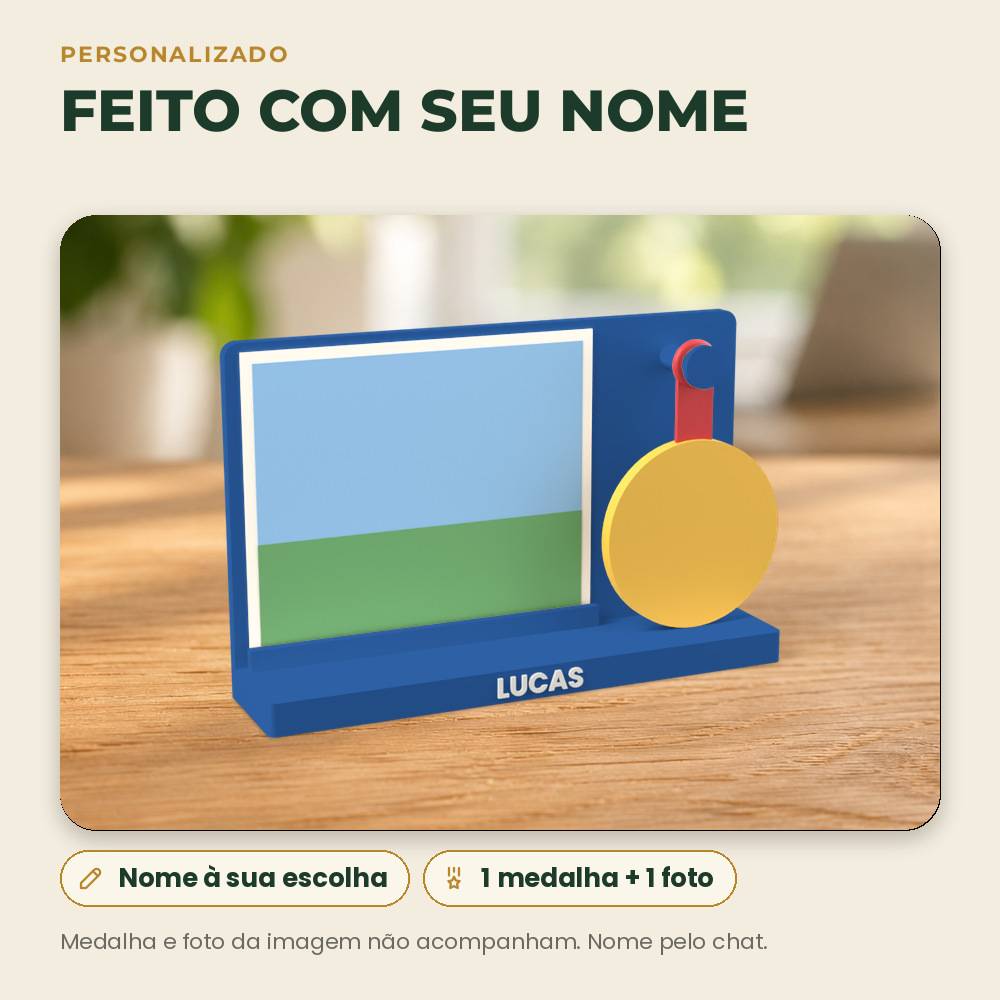 PERSONALIZADO
FEITO COM SEU NOME
LUCAS
Nome à sua escolha
1 medalha + 1 foto
Medalha e foto da imagem não acompanham. Nome pelo chat.